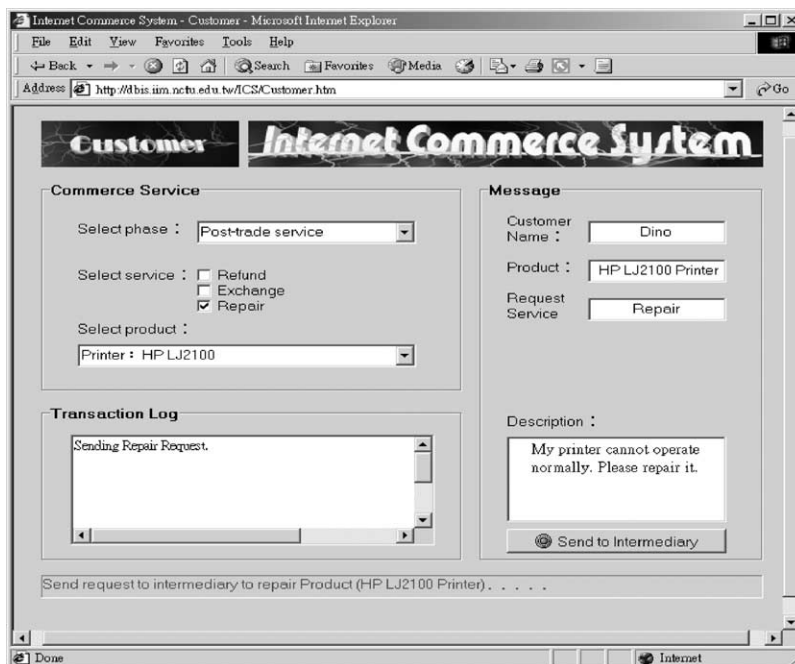 Internet Commerce System - Customer - Microsoft Internet Explorer
File Edit View Favorites Tools Help
Back Search Favorites Media
Address http://dbis.iim.nctu.edu.tw/ICS/Customer.htm Go
Customer Internet Commerce System
Commerce Service
Select phase :
Post-trade service
Select service :
Refund
Exchange
Repair
Select product :
Printer : HP LJ2100
Transaction Log
Sending Repair Request.
Message
Customer Name :
Dino
Product :
HP LJ2100 Printer
Request Service
Repair
Description :
My printer cannot operate
normally. Please repair it.
Send to Intermediary
Send request to intermediary to repair Product (HP LJ2100 Printer) . . . . .
Done Internet